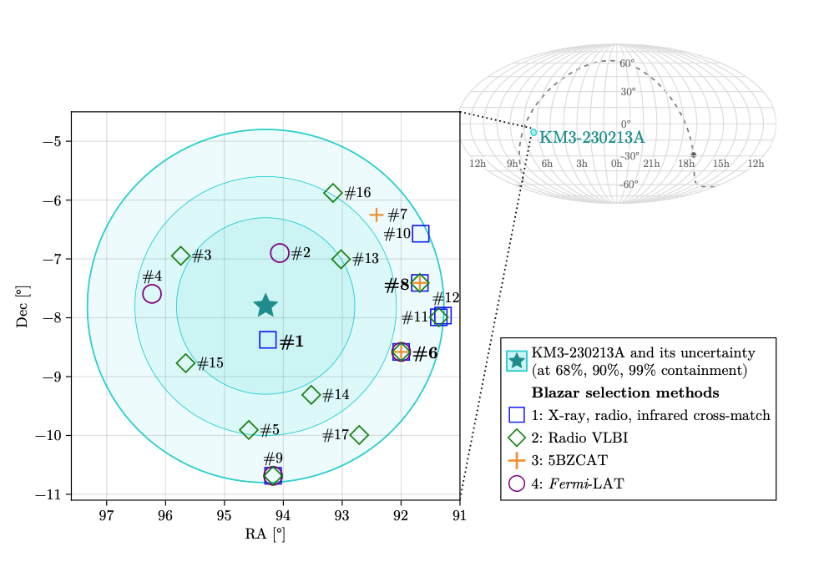 60°
30°
0°
KM3-230213A
-30°
12h 9h 6h 3h 0h 21h 18h 15h 12h
-60°
−5
−6
−7
−8
−9
−10
−11
Dec [°]
#16
#7
#10
#3
#2
#13
#4
#8
#12
#11
#1
#6
#15
#14
#5
#17
#9
97 96 95 94 93 92 91
RA [°]
KM3-230213A and its uncertainty
(at 68%, 90%, 99% containment)
Blazar selection methods
1: X-ray, radio, infrared cross-match
2: Radio VLBI
3: 5BZCAT
4: Fermi-LAT